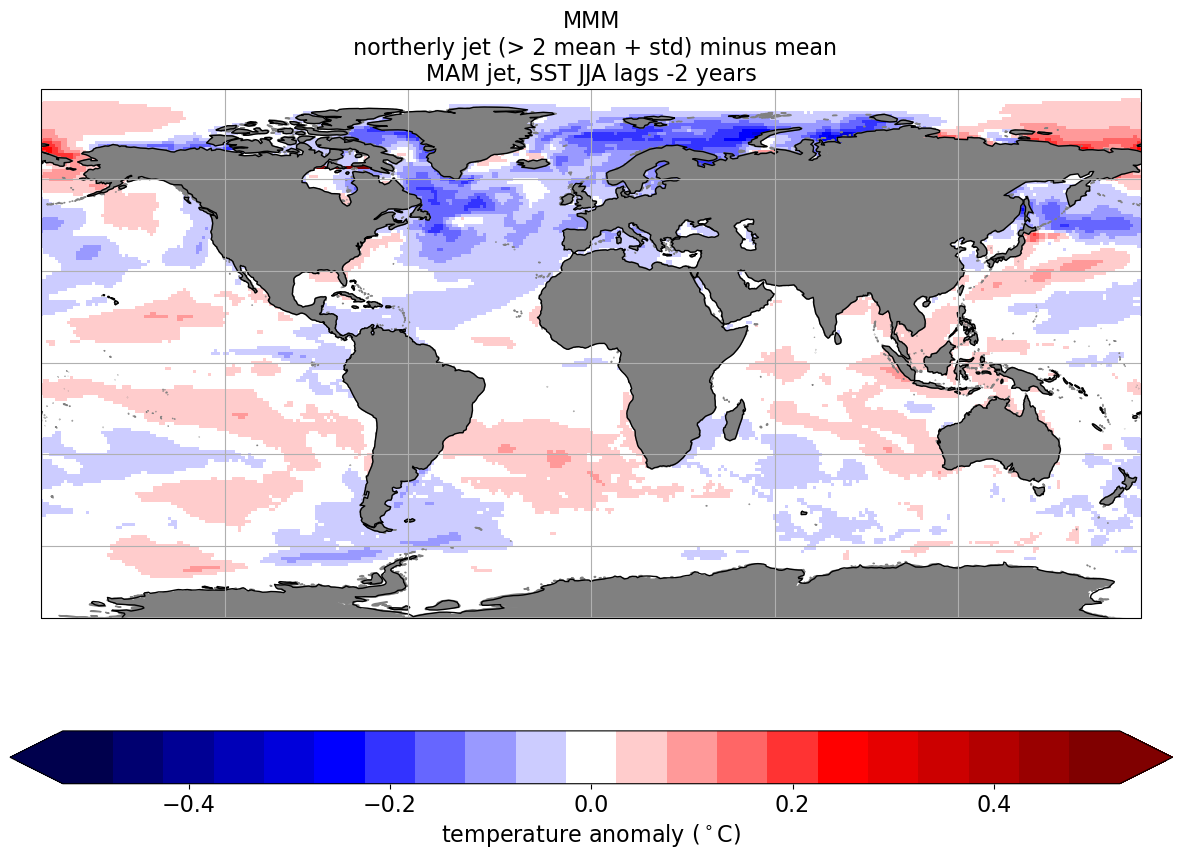 MMM
northerly jet (> 2 mean + std) minus mean
MAM jet, SST JJA lags -2 years
−0.4 −0.2 0.0 0.2 0.4
temperature anomaly (∘C)